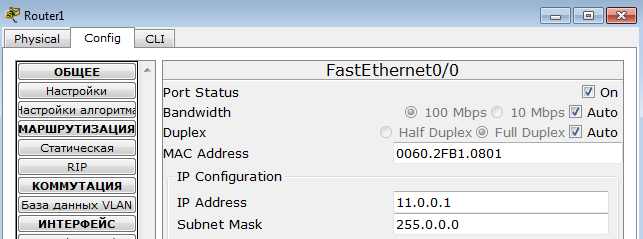 Router1
Physical Config CLI
ОБЩЕЕ
Настройки
Настройки алгоритма
МАРШРУТИЗАЦИЯ
Статическая
RIP
КОММУТАЦИЯ
База данных VLAN
ИНТЕРФЕЙС
FastEthernet0/0
Port Status On
Bandwidth 100 Mbps 10 Mbps Auto
Duplex Half Duplex Full Duplex Auto
MAC Address 0060.2FB1.0801
IP Configuration
IP Address 11.0.0.1
Subnet Mask 255.0.0.0